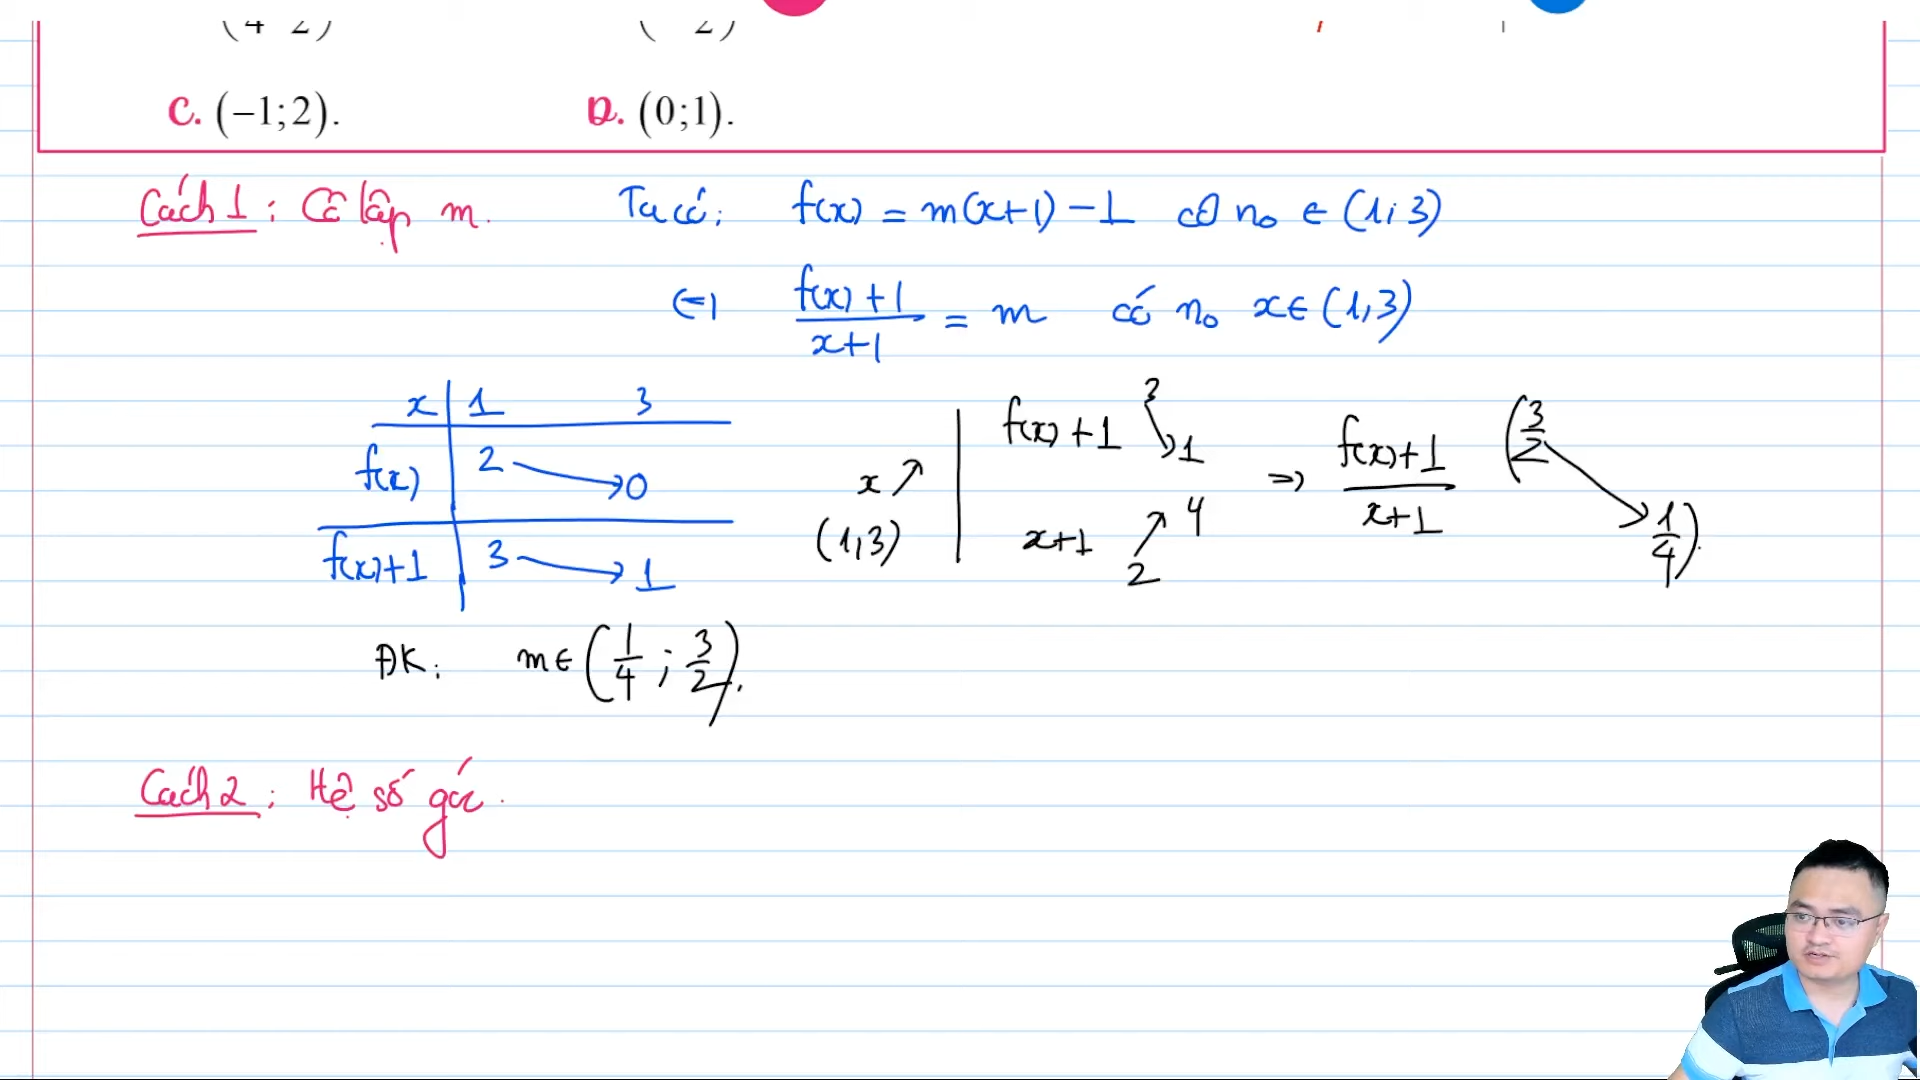 C. (−1;2). D. (0;1).
Cách 1 : Cô lập m. Ta có: f(x) = m(x+1) − 1 có no ∈ (1;3)
⇔ f(x)+1 / x+1 = m có no x ∈ (1,3)
x 1 3
f(x) 2 → 0
f(x)+1 3 → 1
x ↗ (1,3)
f(x)+1 3 ↘ 1
x+1 2 ↗ 4
⇒ f(x)+1 / x+1 (3/2 ↘ 1/4).
ĐK: m ∈ (1/4 ; 3/2).
Cách 2 : Hệ số góc.